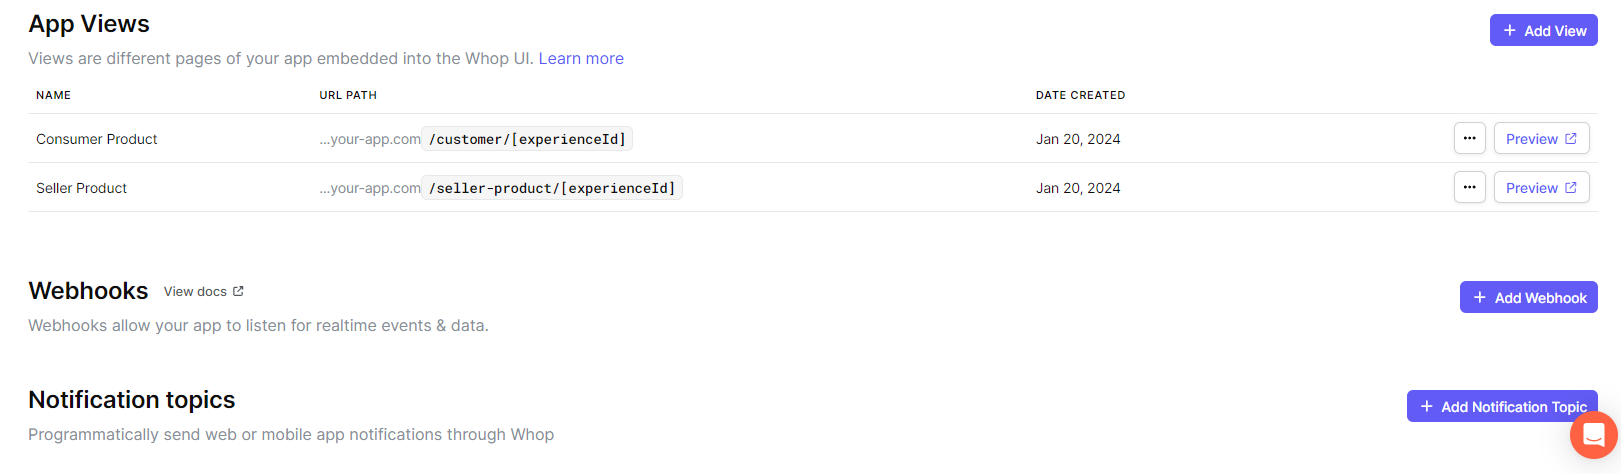 App Views
+ Add View
Views are different pages of your app embedded into the Whop UI. Learn more
NAME URL PATH DATE CREATED
Consumer Product ...your-app.com /customer/[experienceId] Jan 20, 2024 ... Preview
Seller Product ...your-app.com /seller-product/[experienceId] Jan 20, 2024 ... Preview
Webhooks View docs
+ Add Webhook
Webhooks allow your app to listen for realtime events & data.
Notification topics
+ Add Notification Topic
Programmatically send web or mobile app notifications through Whop